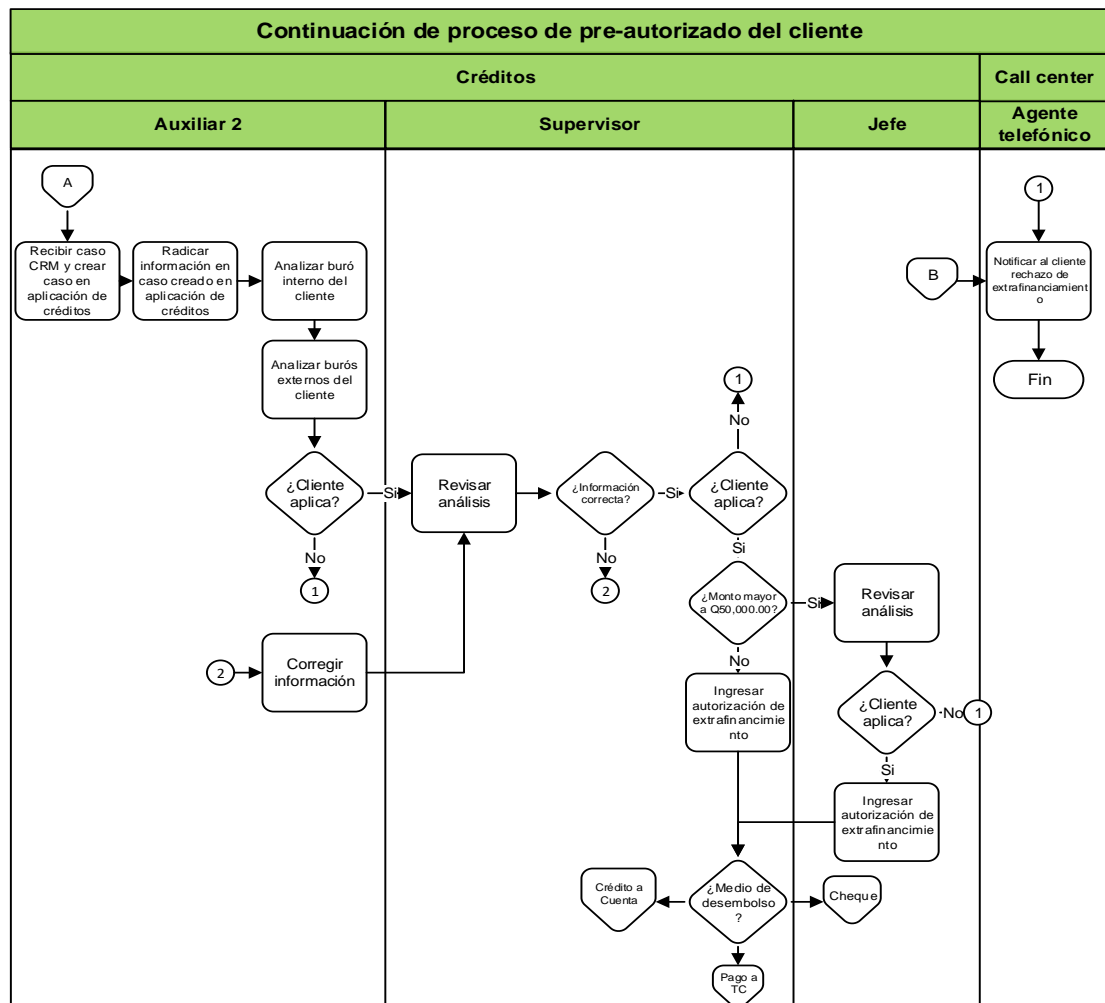 Continuación de proceso de pre-autorizado del cliente
Créditos
Call center
Auxiliar 2
Supervisor
Jefe
Agente
telefónico
A
1
Recibir caso
CRM y crear
caso en
aplicación de
créditos
Radicar
información en
caso creado en
aplicación de
créditos
Analizar buró
interno del
cliente
B
Notificar al cliente
rechazo de
extrafinanciamient
o
Analizar burós
externos del
cliente
1
Fin
No
¿Cliente
aplica?
Si
Revisar
análisis
¿Información
correcta?
Si
¿Cliente
aplica?
No
1
No
2
Si
¿Monto mayor
a Q50,000.00?
Si
Revisar
análisis
2
Corregir
información
No
Ingresar
autorización de
extrafinancimie
nto
¿Cliente
aplica?
No
1
Si
Ingresar
autorización de
extrafinancimie
nto
Crédito a
Cuenta
¿Medio de
desembolso
?
Cheque
Pago a
TC